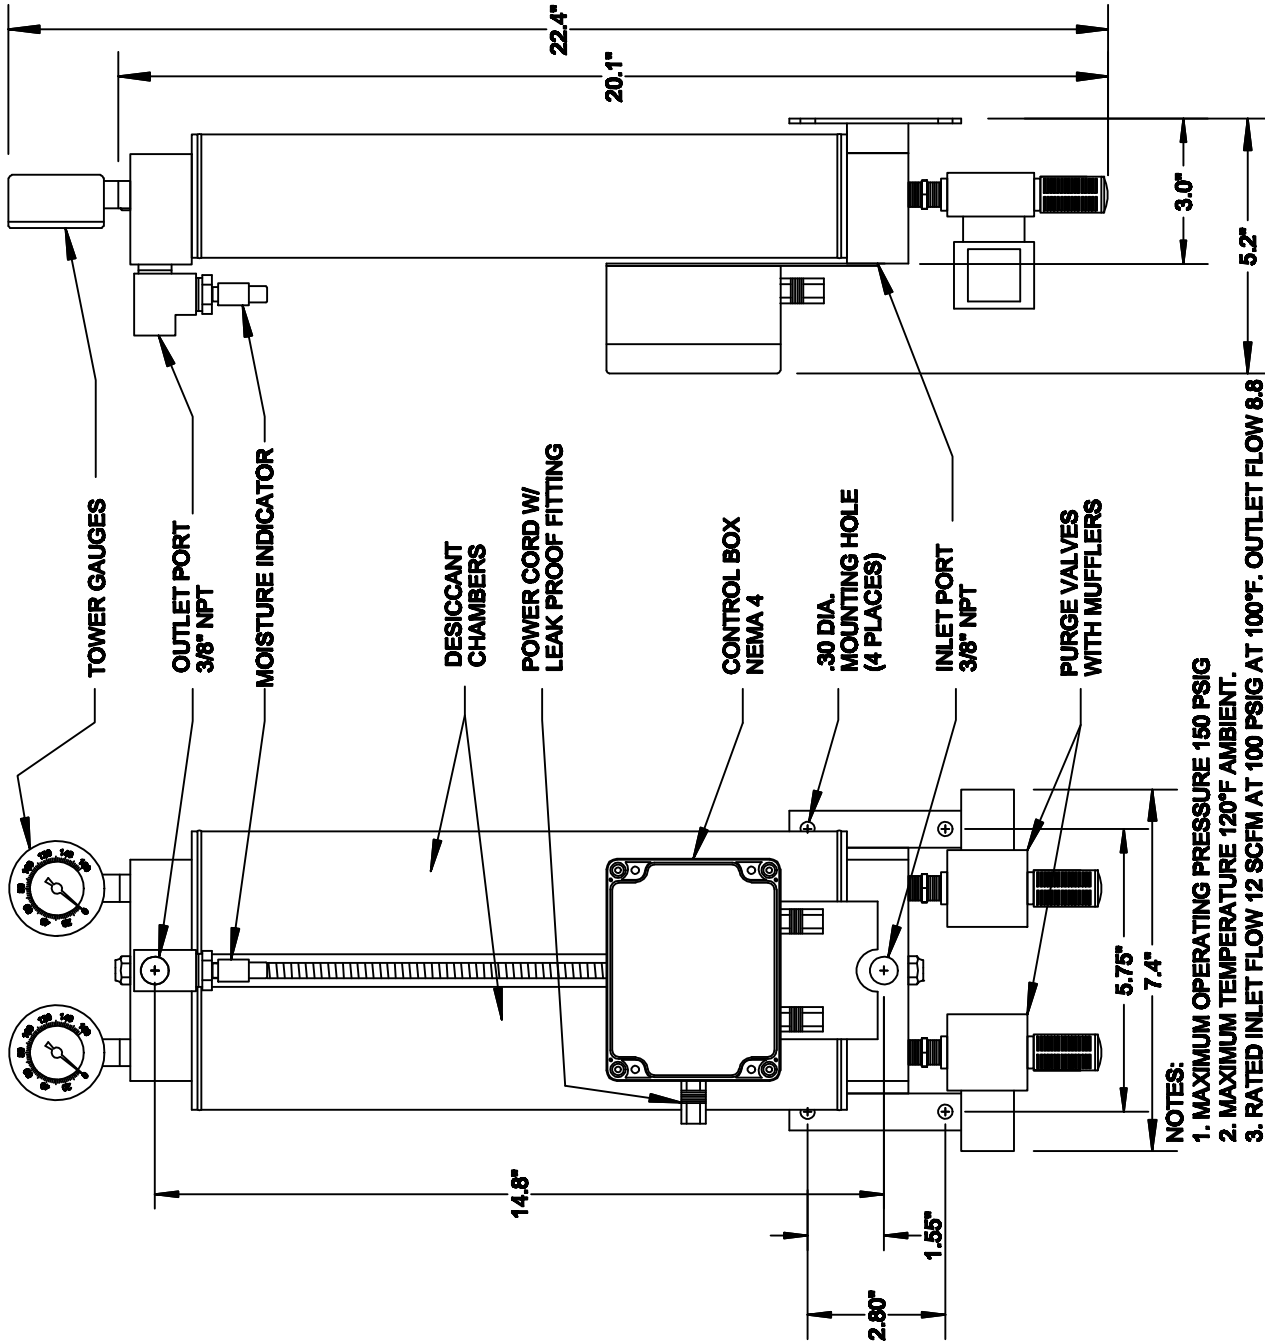 22.4"
20.1"
3.0"
5.2"
TOWER GAUGES
OUTLET PORT
3/8" NPT
MOISTURE INDICATOR
DESICCANT
CHAMBERS
POWER CORD W/
LEAK PROOF FITTING
CONTROL BOX
NEMA 4
.30 DIA.
MOUNTING HOLE
(4 PLACES)
INLET PORT
3/8" NPT
PURGE VALVES
WITH MUFFLERS
14.8"
1.55"
2.80"
5.75"
7.4"
NOTES:
1. MAXIMUM OPERATING PRESSURE 150 PSIG
2. MAXIMUM TEMPERATURE 120°F AMBIENT.
3. RATED INLET FLOW 12 SCFM AT 100 PSIG AT 100°F. OUTLET FLOW 8.8